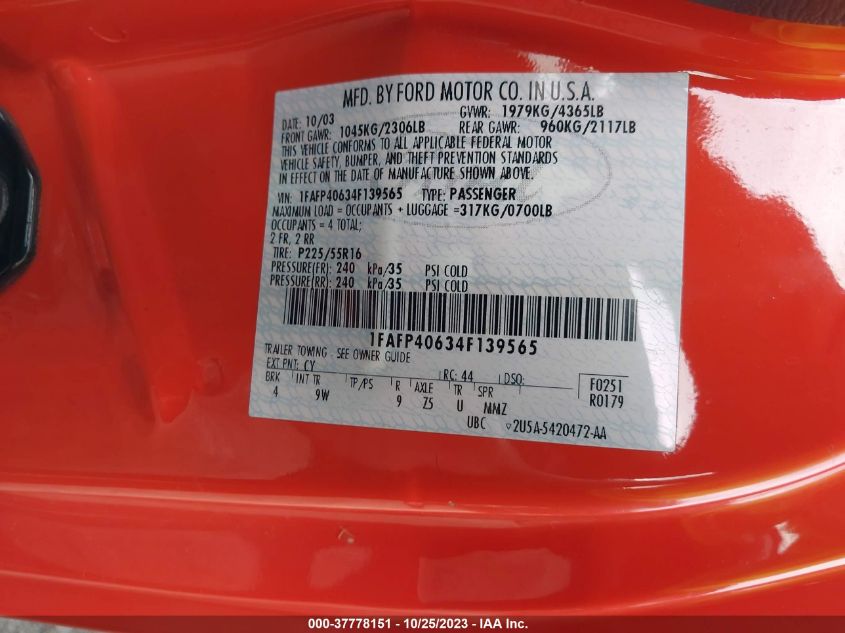 MFD. BY FORD MOTOR CO. IN U.S.A.
DATE: 10/03 GVWR: 1979KG/4365LB
FRONT GAWR: 1045KG/2306LB REAR GAWR: 960KG/2117LB
THIS VEHICLE CONFORMS TO ALL APPLICABLE FEDERAL MOTOR
VEHICLE SAFETY, BUMPER, AND THEFT PREVENTION STANDARDS
IN EFFECT ON THE DATE OF MANUFACTURE SHOWN ABOVE.
VIN: 1FAFP40634F139565 TYPE: PASSENGER
MAXIMUM LOAD = OCCUPANTS + LUGGAGE =317KG/0700LB
OCCUPANTS = 4 TOTAL;
2 FR, 2 RR
TIRE: P225/55R16
PRESSURE(FR): 240 kPa/35 PSI COLD
PRESSURE(RR): 240 kPa/35 PSI COLD
1FAFP40634F139565
TRAILER TOWING - SEE OWNER GUIDE
EXT PNT: CY RC: 44 DSO: F0251
BRK INT TR TP/PS R AXLE TR SPR R0179
4 9W 9 Z5 U MMZ
UBC 2U5A-5420472-AA
000-37778151 - 10/25/2023 - IAA Inc.